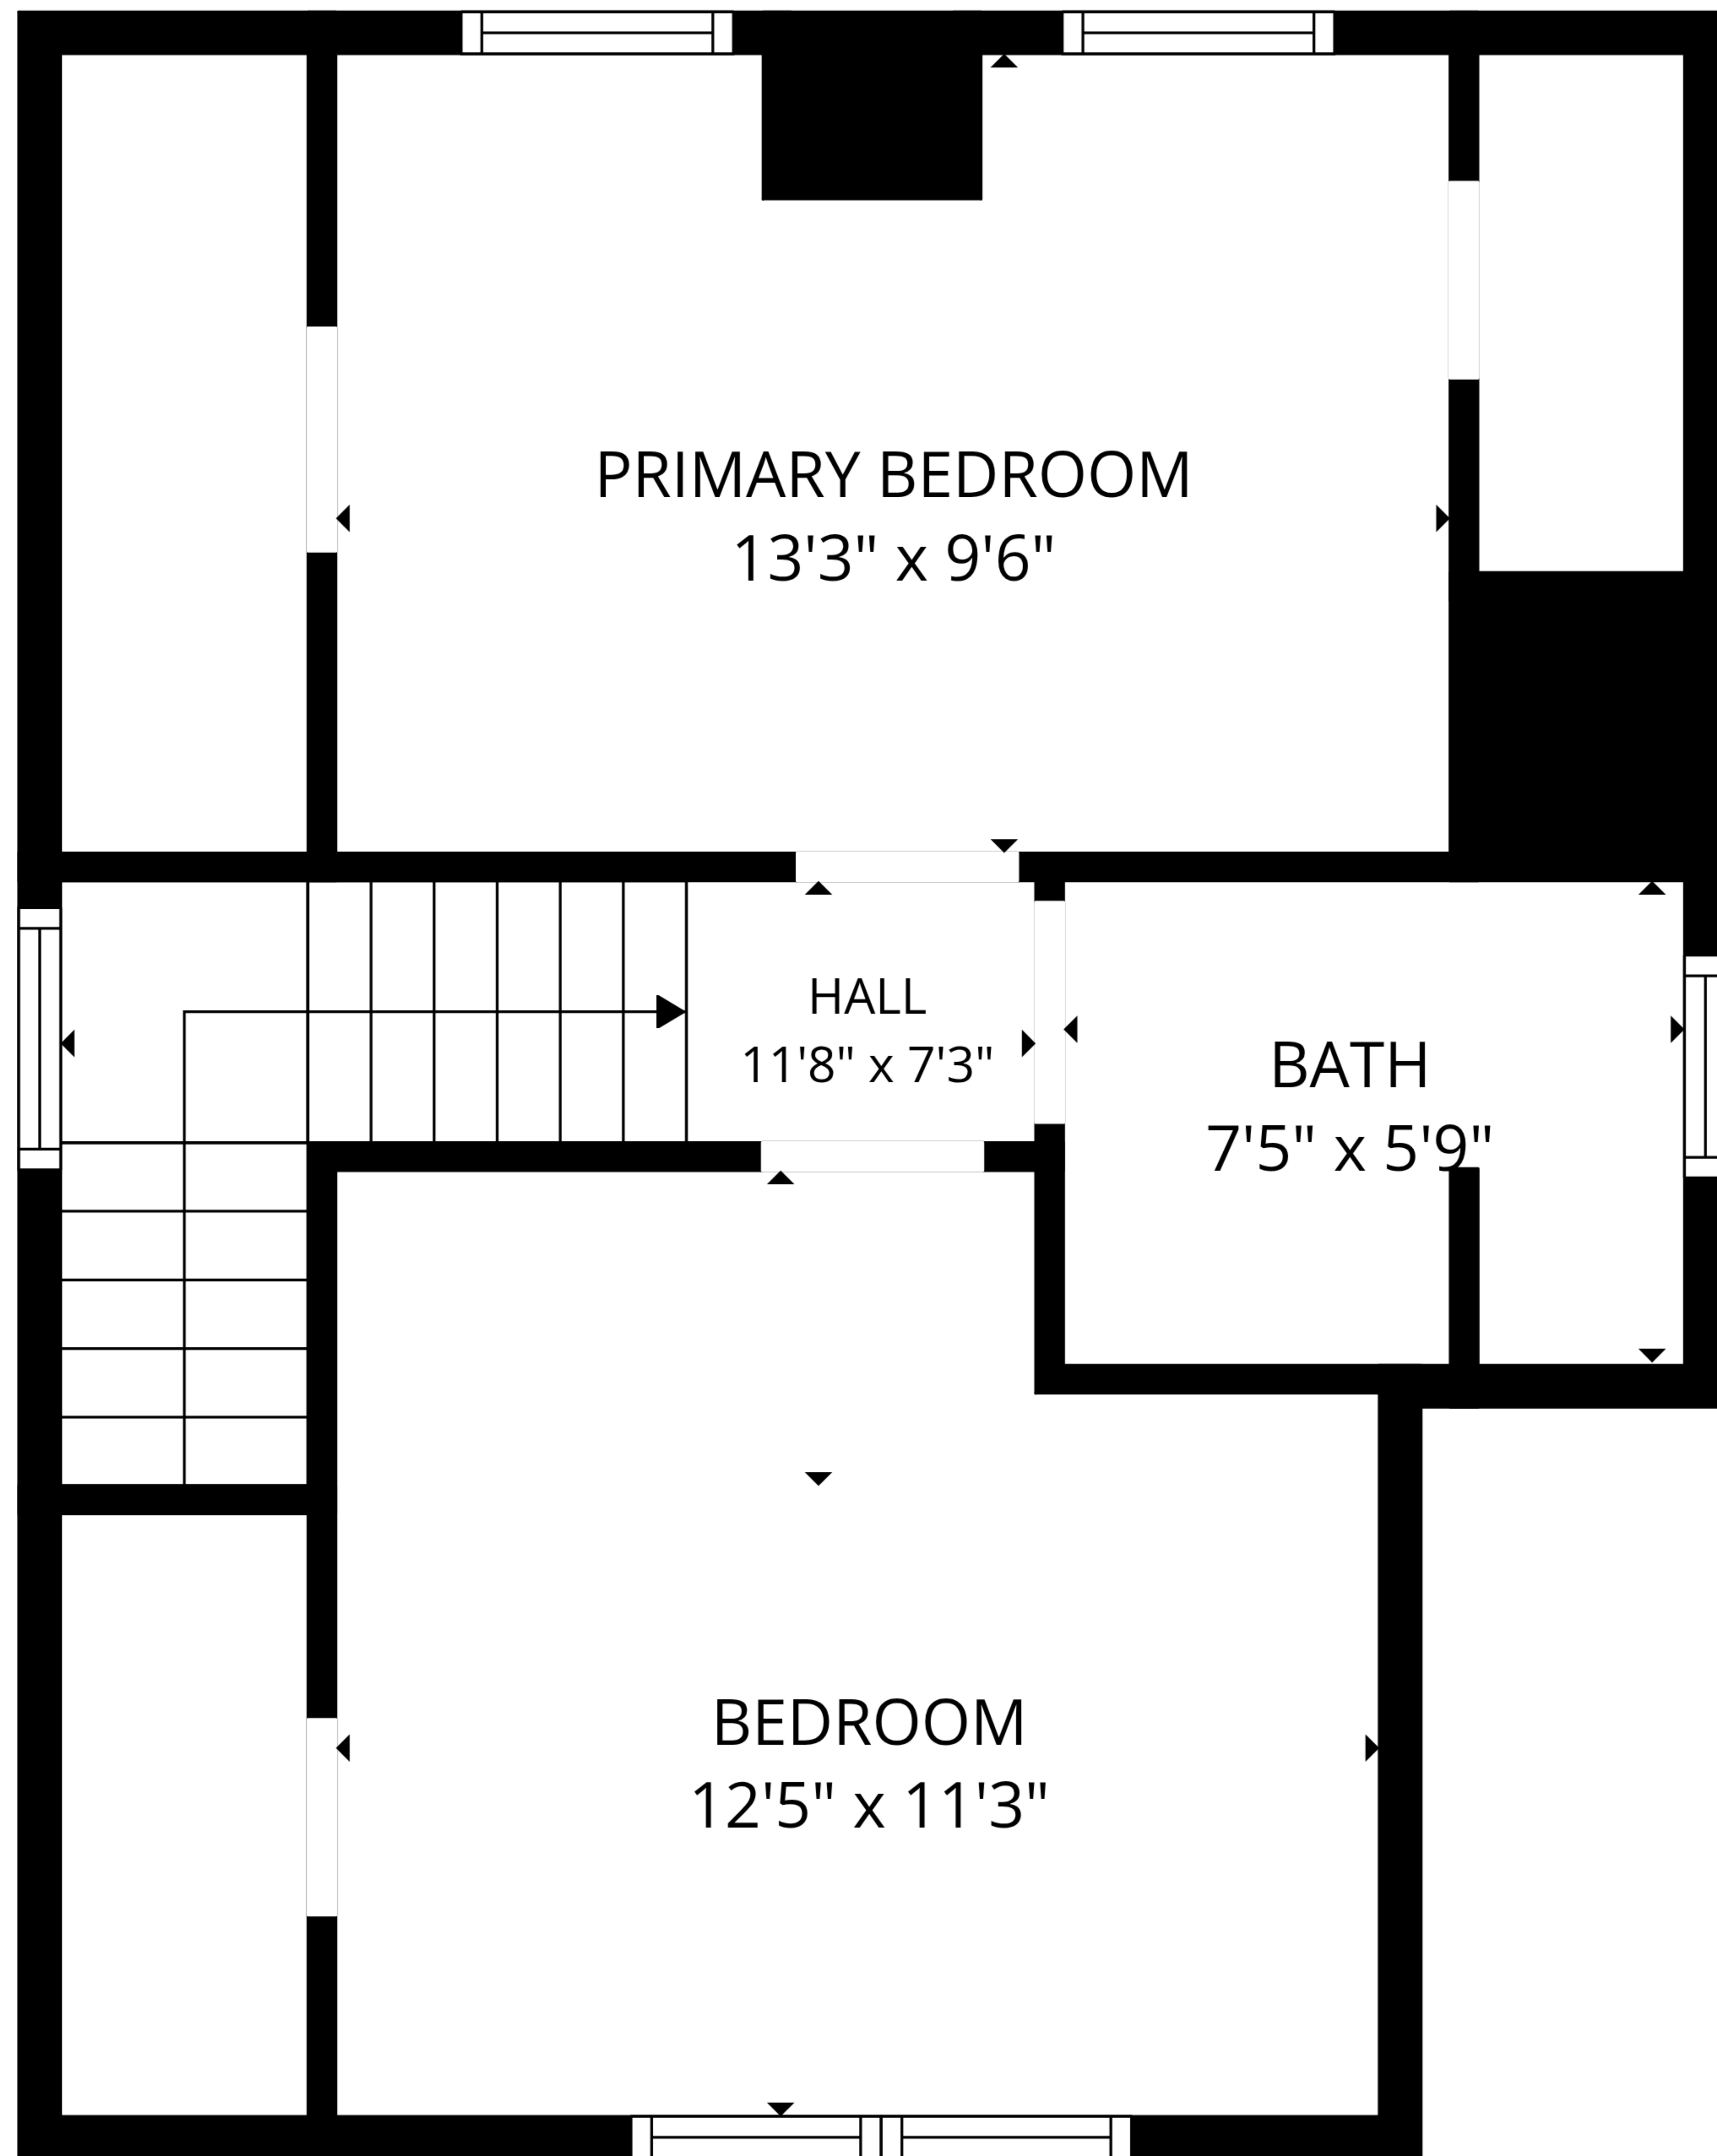 PRIMARY BEDROOM
13'3" x 9'6"
HALL
11'8" x 7'3"
BATH
7'5" x 5'9"
BEDROOM
12'5" x 11'3"